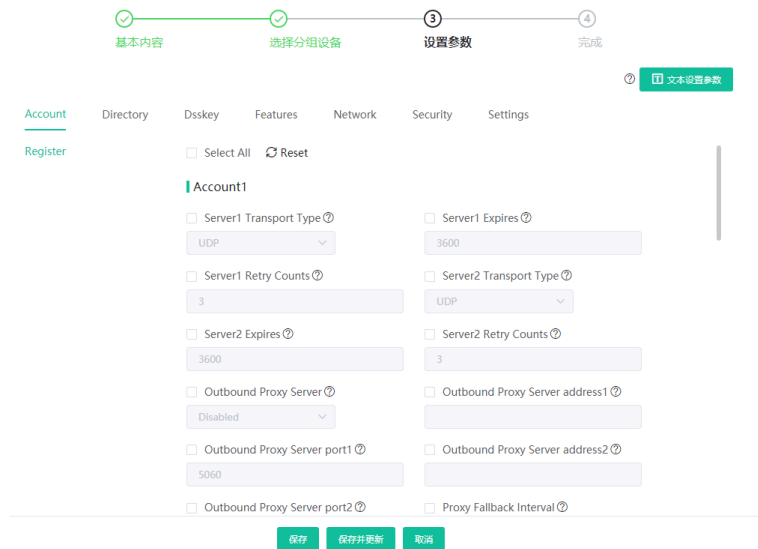 3 4
基本内容 选择分组设备 设置参数 完成
文本设置参数
Account Directory Dsskey Features Network Security Settings
Register Select All Reset
Account1
Server1 Transport Type Server1 Expires
UDP 3600
Server1 Retry Counts Server2 Transport Type
3 UDP
Server2 Expires Server2 Retry Counts
3600 3
Outbound Proxy Server Outbound Proxy Server address1
Disabled
Outbound Proxy Server port1 Outbound Proxy Server address2
5060
Outbound Proxy Server port2 Proxy Fallback Interval
保存 保存并更新 取消